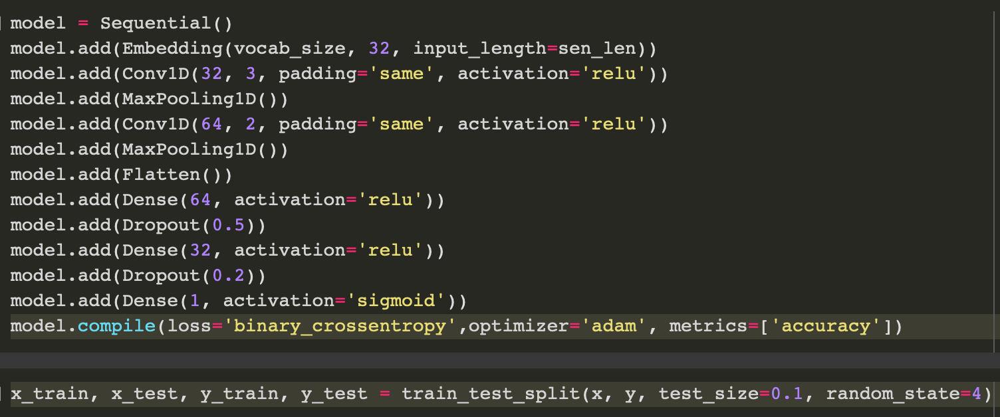 model = Sequential()
model.add(Embedding(vocab_size, 32, input_length=sen_len))
model.add(Conv1D(32, 3, padding='same', activation='relu'))
model.add(MaxPooling1D())
model.add(Conv1D(64, 2, padding='same', activation='relu'))
model.add(MaxPooling1D())
model.add(Flatten())
model.add(Dense(64, activation='relu'))
model.add(Dropout(0.5))
model.add(Dense(32, activation='relu'))
model.add(Dropout(0.2))
model.add(Dense(1, activation='sigmoid'))
model.compile(loss='binary_crossentropy',optimizer='adam', metrics=['accuracy'])
x_train, x_test, y_train, y_test = train_test_split(x, y, test_size=0.1, random_state=4)